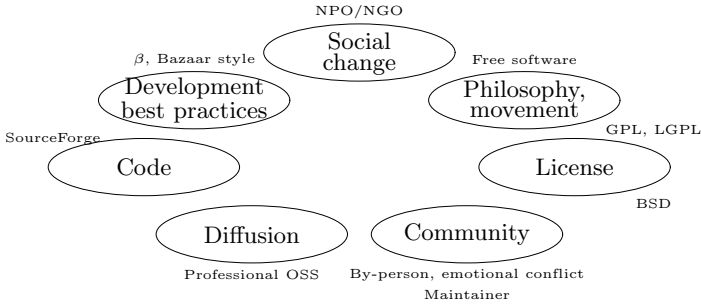 NPO/NGO
Social
change
β, Bazaar style
Development
best practices
Free software
Philosophy,
movement
SourceForge
Code
GPL, LGPL
License
BSD
Diffusion
Professional OSS
Community
By-person, emotional conflict
Maintainer